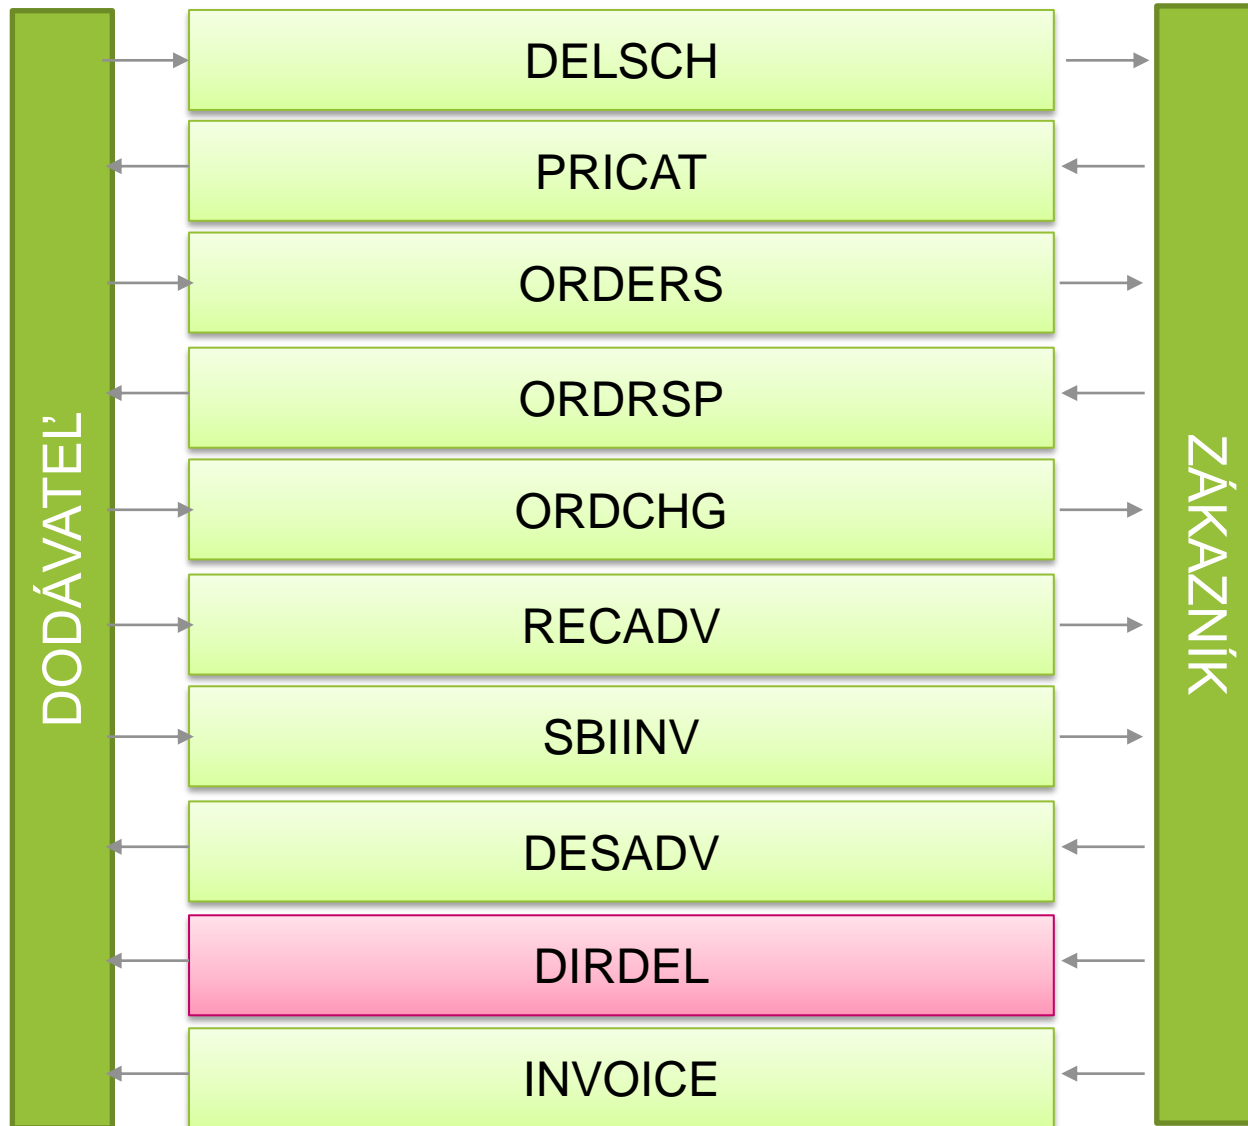 DODÁVATEĽ
DELSCH
PRICAT
ORDERS
ORDRSP
ORDCHG
RECADV
SBIINV
DESADV
DIRDEL
INVOICE
ZÁKAZNÍK